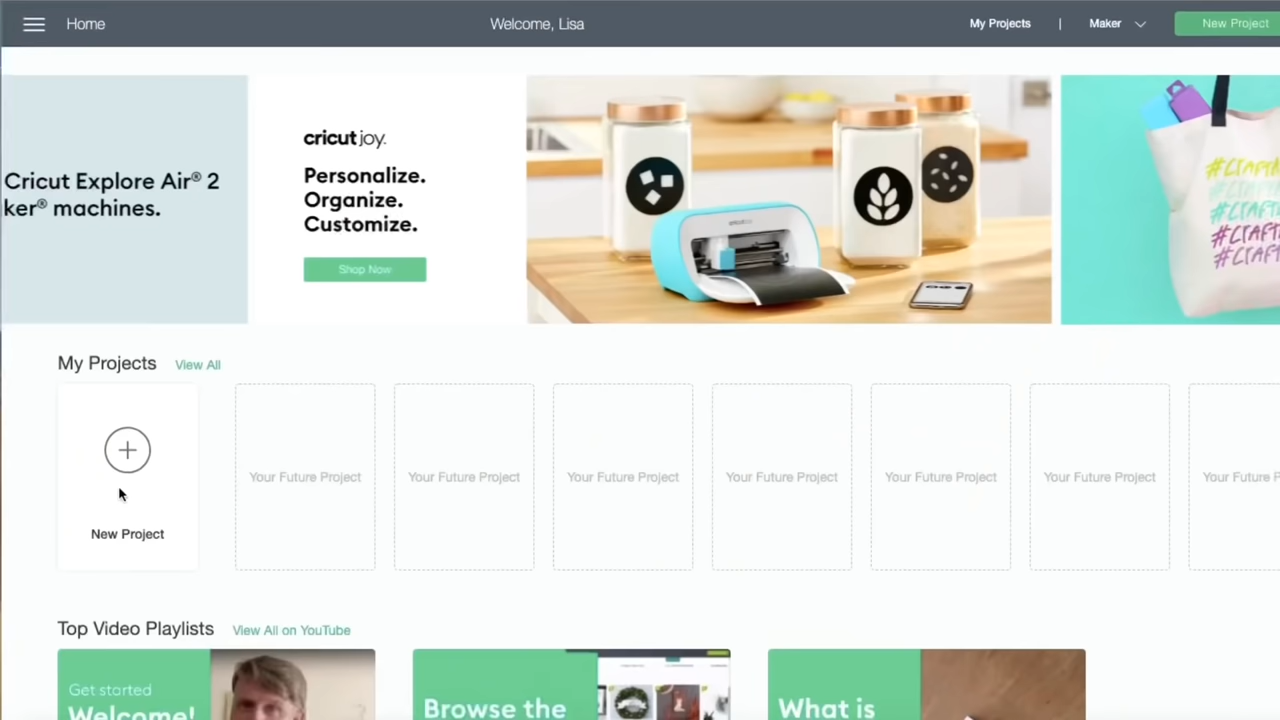 Home
Welcome, Lisa
My Projects | Maker
New Project
Cricut Explore Air® 2
ker® machines.
cricut joy.
Personalize.
Organize.
Customize.
Shop Now
My Projects View All
New Project
Your Future Project
Your Future Project
Your Future Project
Your Future Project
Your Future Project
Your Future Project
Your Future P
Top Video Playlists View All on YouTube
Get started
Welcome!
Browse the
What is